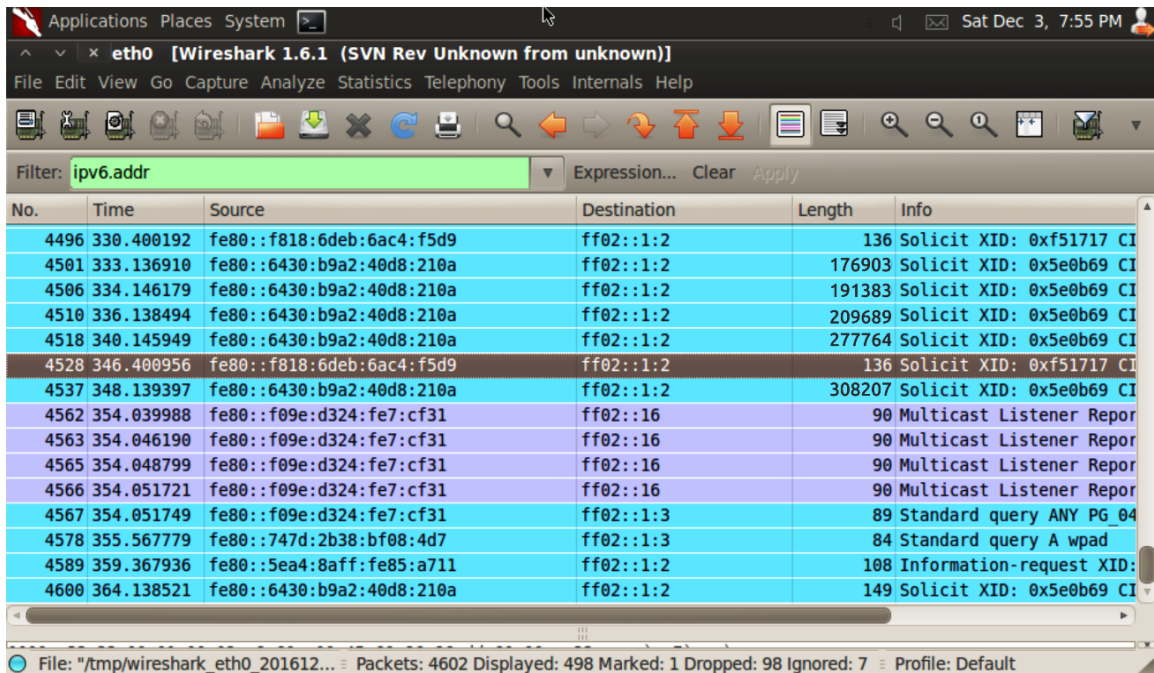 Applications Places System Sat Dec 3, 7:55 PM
eth0 [Wireshark 1.6.1 (SVN Rev Unknown from unknown)]
File Edit View Go Capture Analyze Statistics Telephony Tools Internals Help
Filter: ipv6.addr Expression... Clear Apply
No. Time Source Destination Length Info
4496 330.400192 fe80::f818:6deb:6ac4:f5d9 ff02::1:2 136 Solicit XID: 0xf51717 CI
4501 333.136910 fe80::6430:b9a2:40d8:210a ff02::1:2 176903 Solicit XID: 0x5e0b69 CI
4506 334.146179 fe80::6430:b9a2:40d8:210a ff02::1:2 191383 Solicit XID: 0x5e0b69 CI
4510 336.138494 fe80::6430:b9a2:40d8:210a ff02::1:2 209689 Solicit XID: 0x5e0b69 CI
4518 340.145949 fe80::6430:b9a2:40d8:210a ff02::1:2 277764 Solicit XID: 0x5e0b69 CI
4528 346.400956 fe80::f818:6deb:6ac4:f5d9 ff02::1:2 136 Solicit XID: 0xf51717 CI
4537 348.139397 fe80::6430:b9a2:40d8:210a ff02::1:2 308207 Solicit XID: 0x5e0b69 CI
4562 354.039988 fe80::f09e:d324:fe7:cf31 ff02::16 90 Multicast Listener Repor
4563 354.046190 fe80::f09e:d324:fe7:cf31 ff02::16 90 Multicast Listener Repor
4565 354.048799 fe80::f09e:d324:fe7:cf31 ff02::16 90 Multicast Listener Repor
4566 354.051721 fe80::f09e:d324:fe7:cf31 ff02::16 90 Multicast Listener Repor
4567 354.051749 fe80::f09e:d324:fe7:cf31 ff02::1:3 89 Standard query ANY PG_04
4578 355.567779 fe80::747d:2b38:bf08:4d7 ff02::1:3 84 Standard query A wpad
4589 359.367936 fe80::5ea4:8aff:fe85:a711 ff02::1:2 108 Information-request XID:
4600 364.138521 fe80::6430:b9a2:40d8:210a ff02::1:2 149 Solicit XID: 0x5e0b69 CI
File: "/tmp/wireshark_eth0_201612... Packets: 4602 Displayed: 498 Marked: 1 Dropped: 98 Ignored: 7 Profile: Default